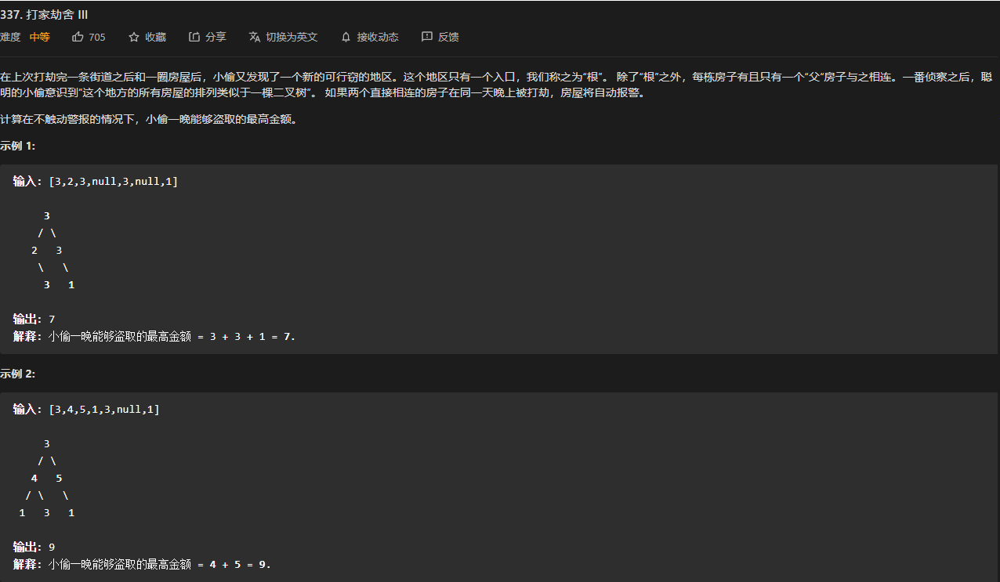 337. 打家劫舍 III
难度 中等 705 收藏 分享 切换为英文 接收动态 反馈
在上次打劫完一条街道之后和一圈房屋后，小偷又发现了一个新的可行窃的地区。这个地区只有一个入口，我们称之为“根”。 除了“根”之外，每栋房子有且只有一个“父“房子与之相连。一番侦察之后，聪
明的小偷意识到“这个地方的所有房屋的排列类似于一棵二叉树”。 如果两个直接相连的房子在同一天晚上被打劫，房屋将自动报警。
计算在不触动警报的情况下，小偷一晚能够盗取的最高金额。
示例 1:
输入: [3,2,3,null,3,null,1]
3
/ \
2 3
\ \
3 1
输出: 7
解释: 小偷一晚能够盗取的最高金额 = 3 + 3 + 1 = 7.
示例 2:
输入: [3,4,5,1,3,null,1]
3
/ \
4 5
/ \ \
1 3 1
输出: 9
解释: 小偷一晚能够盗取的最高金额 = 4 + 5 = 9.